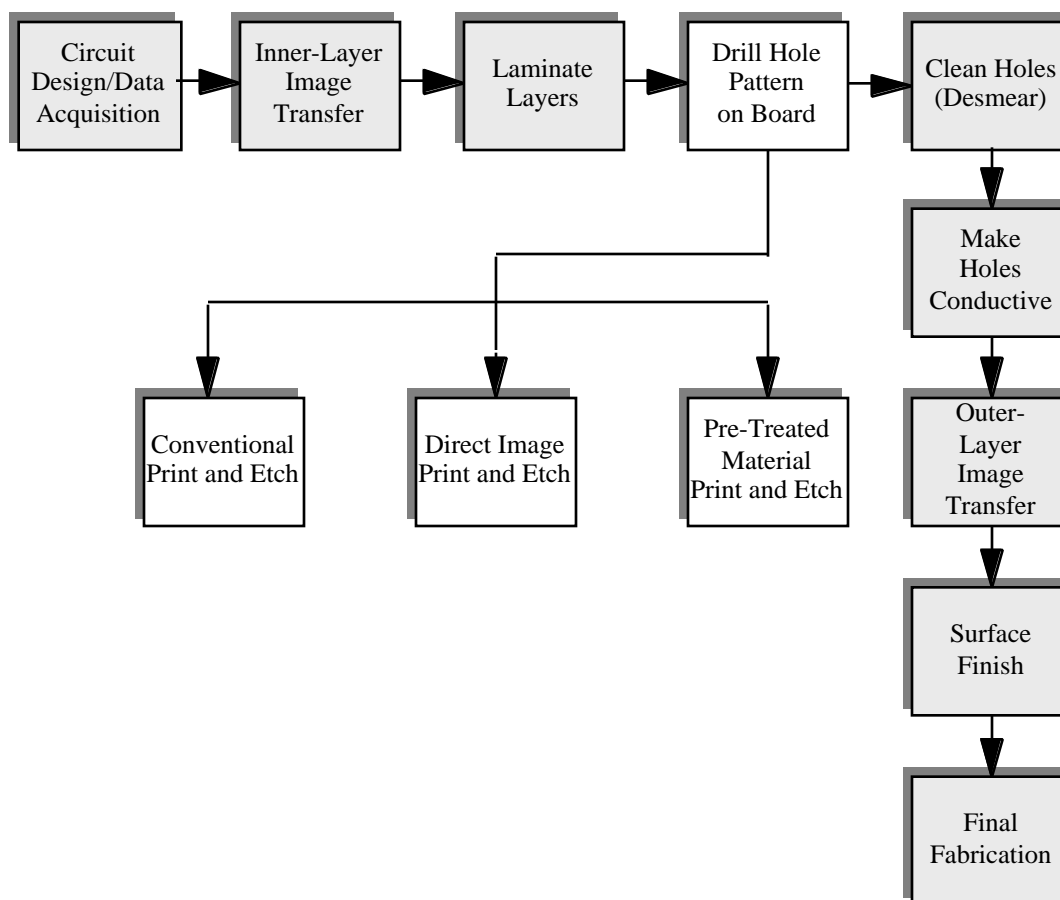 Circuit
Design/Data
Acquisition
Inner-Layer
Image
Transfer
Laminate
Layers
Drill Hole
Pattern
on Board
Clean Holes
(Desmear)
Make
Holes
Conductive
Conventional
Print and Etch
Direct Image
Print and Etch
Pre-Treated
Material
Print and Etch
Outer-
Layer
Image
Transfer
Surface
Finish
Final
Fabrication